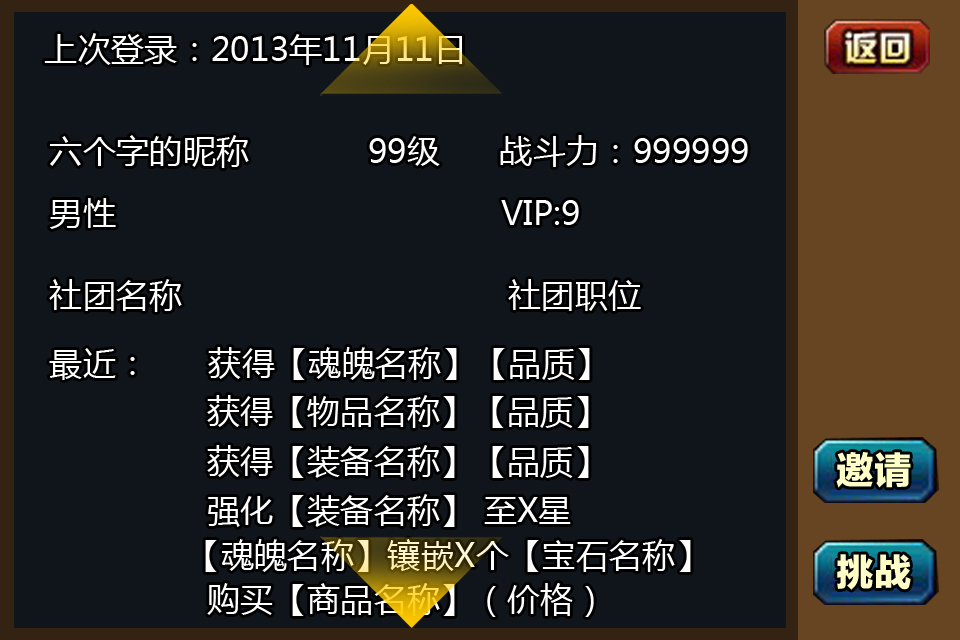 上次登录：2013年11月11日
返回
六个字的昵称 99级 战斗力：999999
男性 VIP:9
社团名称 社团职位
最近： 获得【魂魄名称】【品质】
获得【物品名称】【品质】
获得【装备名称】【品质】
邀请
强化【装备名称】 至X星
【魂魄名称】镶嵌X个【宝石名称】
挑战
购买【商品名称】（价格）